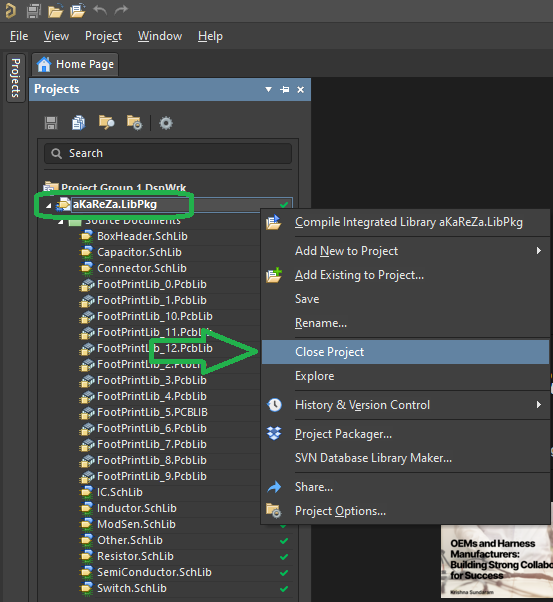 File View Project Window Help
Projects
Home Page
Projects
Search
Project Group 1.DsnWrk
aKaReZa.LibPkg
Source Documents
BoxHeader.SchLib
Capacitor.SchLib
Connector.SchLib
FootPrintLib_0.PcbLib
FootPrintLib_1.PcbLib
FootPrintLib_10.PcbLib
FootPrintLib_11.PcbLib
FootPrintLib_12.PcbLib
FootPrintLib_2.PcbLib
FootPrintLib_3.PcbLib
FootPrintLib_4.PcbLib
FootPrintLib_5.PCBLIB
FootPrintLib_6.PcbLib
FootPrintLib_7.PcbLib
FootPrintLib_8.PcbLib
FootPrintLib_9.PcbLib
IC.SchLib
Inductor.SchLib
ModSen.SchLib
Other.SchLib
Resistor.SchLib
SemiConductor.SchLib
Switch.SchLib
Compile Integrated Library aKaReZa.LibPkg
Add New to Project
Add Existing to Project...
Save
Rename...
Close Project
Explore
History & Version Control
Project Packager...
SVN Database Library Maker...
Share...
Project Options...
OEMs and Harness
Manufacturers:
Building Strong Collabo
for Success
Krishna Sundaram